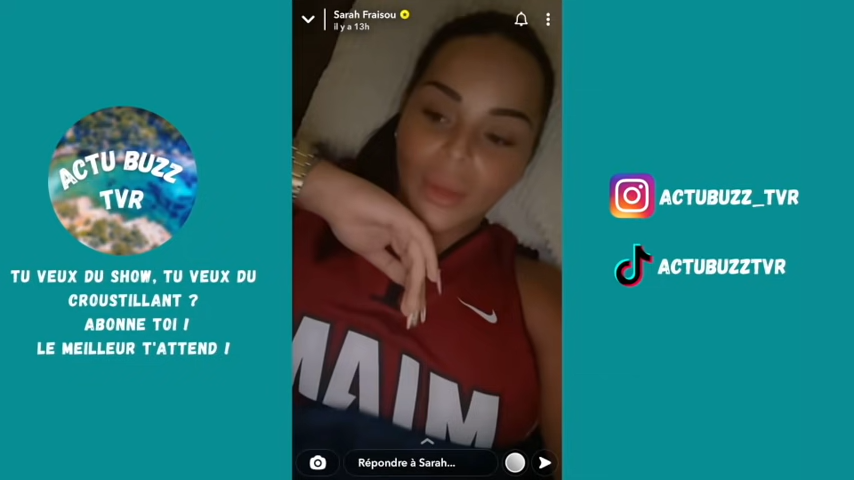 ACTU BUZZ
TVR
TU VEUX DU SHOW, TU VEUX DU
CROUSTILLANT ?
ABONNE TOI !
LE MEILLEUR T'ATTEND !
Sarah Fraisou
il y a 13h
MAIM
Répondre à Sarah...
ACTUBUZZ_TVR
ACTUBUZZTVR